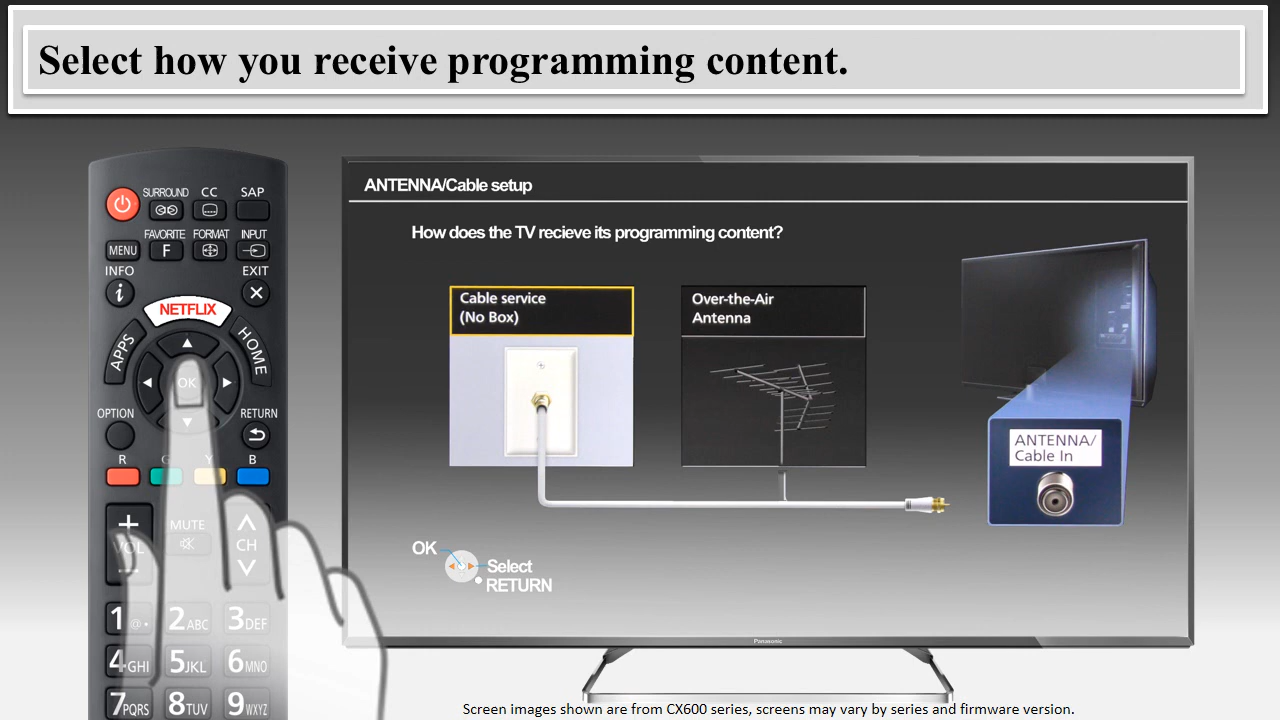 Select how you receive programming content.
SURROUND CC SAP
FAVORITE FORMAT INPUT
MENU F
INFO EXIT
i
NETFLIX
APPS HOME
OK
OPTION RETURN
R G Y B
+
VOL MUTE CH
–
1@. 2ABC 3DEF
4GHI 5JKL 6MNO
7PQRS 8TUV 9WXYZ
ANTENNA/Cable setup
How does the TV recieve its programming content?
Cable service
(No Box)
Over-the-Air
Antenna
ANTENNA/
Cable In
OK
Select
RETURN
Panasonic
Screen images shown are from CX600 series, screens may vary by series and firmware version.